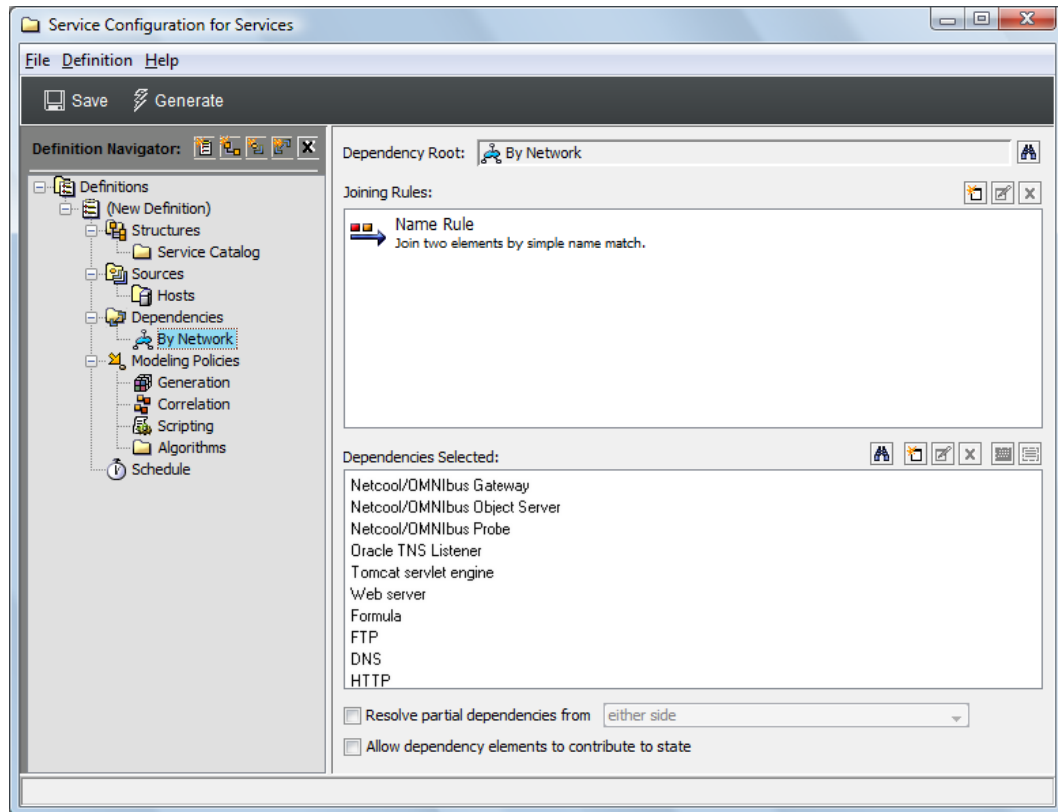 Service Configuration for Services
File Definition Help
Save Generate
Definition Navigator:
Definitions
(New Definition)
Structures
Service Catalog
Sources
Hosts
Dependencies
By Network
Modeling Policies
Generation
Correlation
Scripting
Algorithms
Schedule
Dependency Root: By Network
Joining Rules:
Name Rule
Join two elements by simple name match.
Dependencies Selected:
Netcool/OMNIbus Gateway
Netcool/OMNIbus Object Server
Netcool/OMNIbus Probe
Oracle TNS Listener
Tomcat servlet engine
Web server
Formula
FTP
DNS
HTTP
Resolve partial dependencies from either side
Allow dependency elements to contribute to state